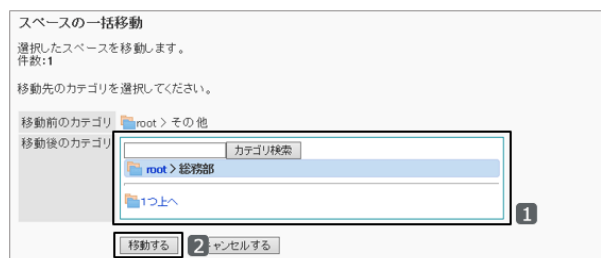 スペースの一括移動
選択したスペースを移動します。
件数:1
移動先のカテゴリを選択してください。
移動前のカテゴリ root > その他
移動後のカテゴリ
カテゴリ検索
root > 総務部
1つ上へ
1
移動する 2 ャンセルする